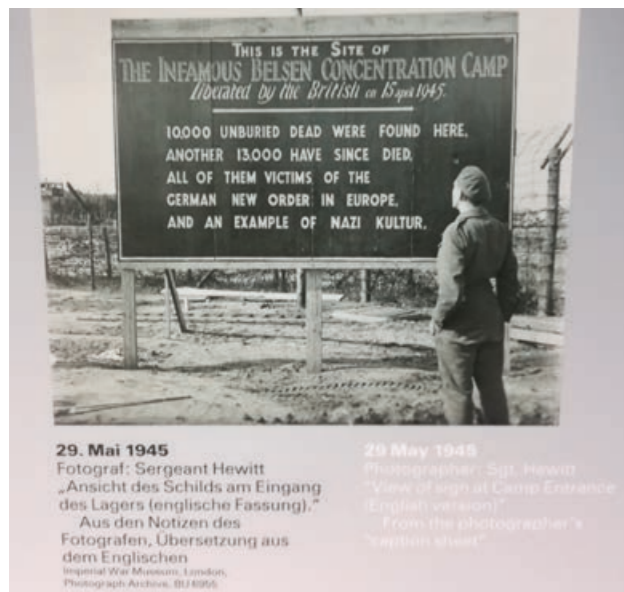 THIS IS THE SITE OF
THE INFAMOUS BELSEN CONCENTRATION CAMP
Liberated by the British on 15 april 1945.
10,000 UNBURIED DEAD WERE FOUND HERE,
ANOTHER 13,000 HAVE SINCE DIED,
ALL OF THEM VICTIMS OF THE
GERMAN NEW ORDER IN EUROPE,
AND AN EXAMPLE OF NAZI KULTUR.
29. Mai 1945
Fotograf: Sergeant Hewitt
„Ansicht des Schilds am Eingang
des Lagers (englische Fassung).“
Aus den Notizen des
Fotografen, Übersetzung aus
dem Englischen
Imperial War Museum, London,
Photograph Archive, BU 6955
29 May 1945
Photographer: Sgt. Hewitt
"View of sign at Camp Entrance
(English version)"
From the photographer's
"caption sheet"